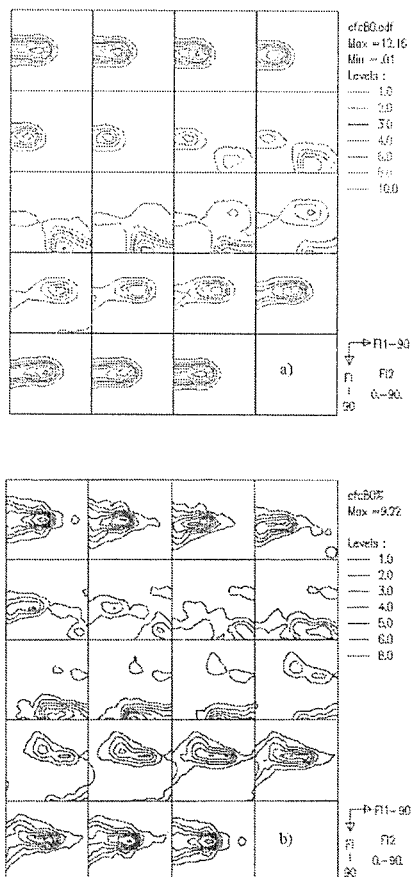 cfc80.odf
Max =12.16
Min = .01
Levels :
1.0
2.0
3.0
4.0
6.0
10.0
a)
FI1-90
FI
FI2
90
0.-90.
cfc80%
Max =9.22
Levels :
1.0
2.0
3.0
4.0
5.0
6.0
8.0
b)
FI1-90
FI
FI2
90
0.-90.